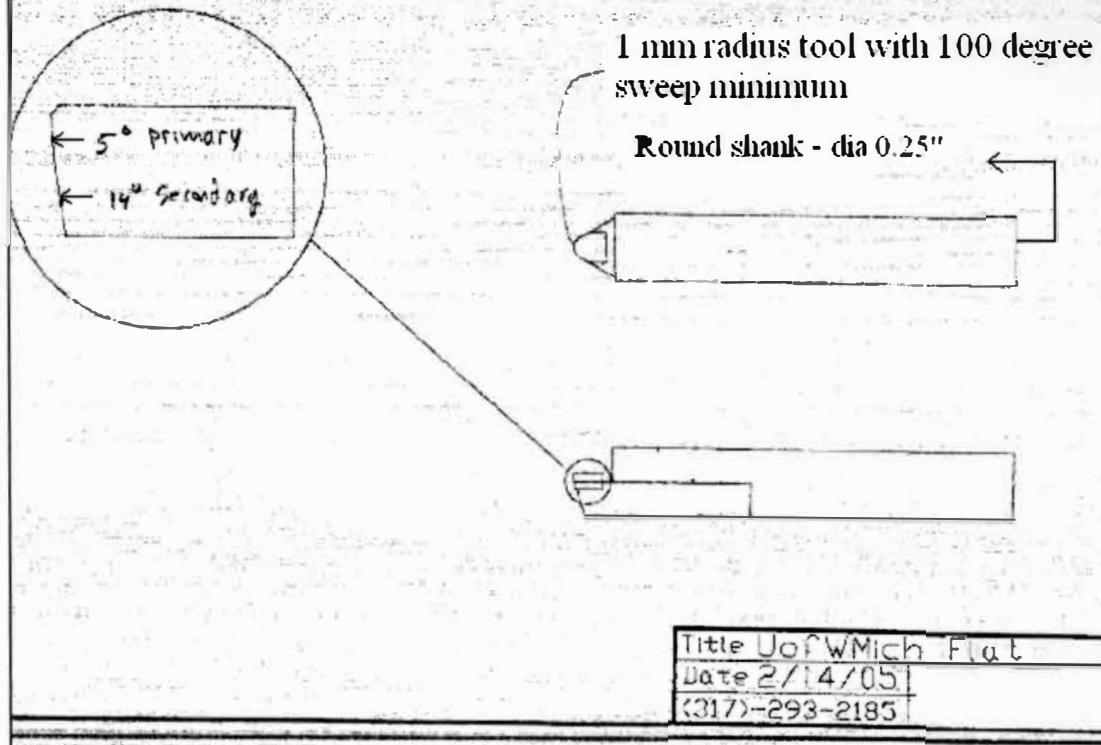 1 mm radius tool with 100 degree
sweep minimum
Round shank - dia 0.25"
5° primary
14° Secondary
Title UofWMich Flat
Date 2/14/05
(317)-293-2185